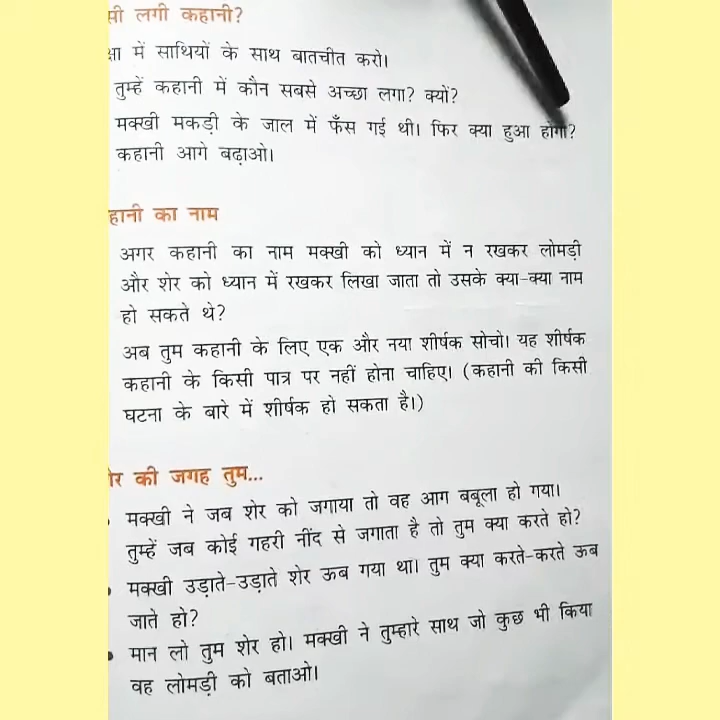 सी लगी कहानी?
क्षा में साथियों के साथ बातचीत करो।
तुम्हें कहानी में कौन सबसे अच्छा लगा? क्यों?
मक्खी मकड़ी के जाल में फँस गई थी। फिर क्या हुआ होगा?
कहानी आगे बढ़ाओ।
हानी का नाम
अगर कहानी का नाम मक्खी को ध्यान में न रखकर लोमड़ी
और शेर को ध्यान में रखकर लिखा जाता तो उसके क्या-क्या नाम
हो सकते थे?
अब तुम कहानी के लिए एक और नया शीर्षक सोचो। यह शीर्षक
कहानी के किसी पात्र पर नहीं होना चाहिए। (कहानी की किसी
घटना के बारे में शीर्षक हो सकता है।)
ेर की जगह तुम...
मक्खी ने जब शेर को जगाया तो वह आग बबूला हो गया।
तुम्हें जब कोई गहरी नींद से जगाता है तो तुम क्या करते हो?
मक्खी उड़ाते-उड़ाते शेर ऊब गया था। तुम क्या करते-करते ऊब
जाते हो?
मान लो तुम शेर हो। मक्खी ने तुम्हारे साथ जो कुछ भी किया
वह लोमड़ी को बताओ।